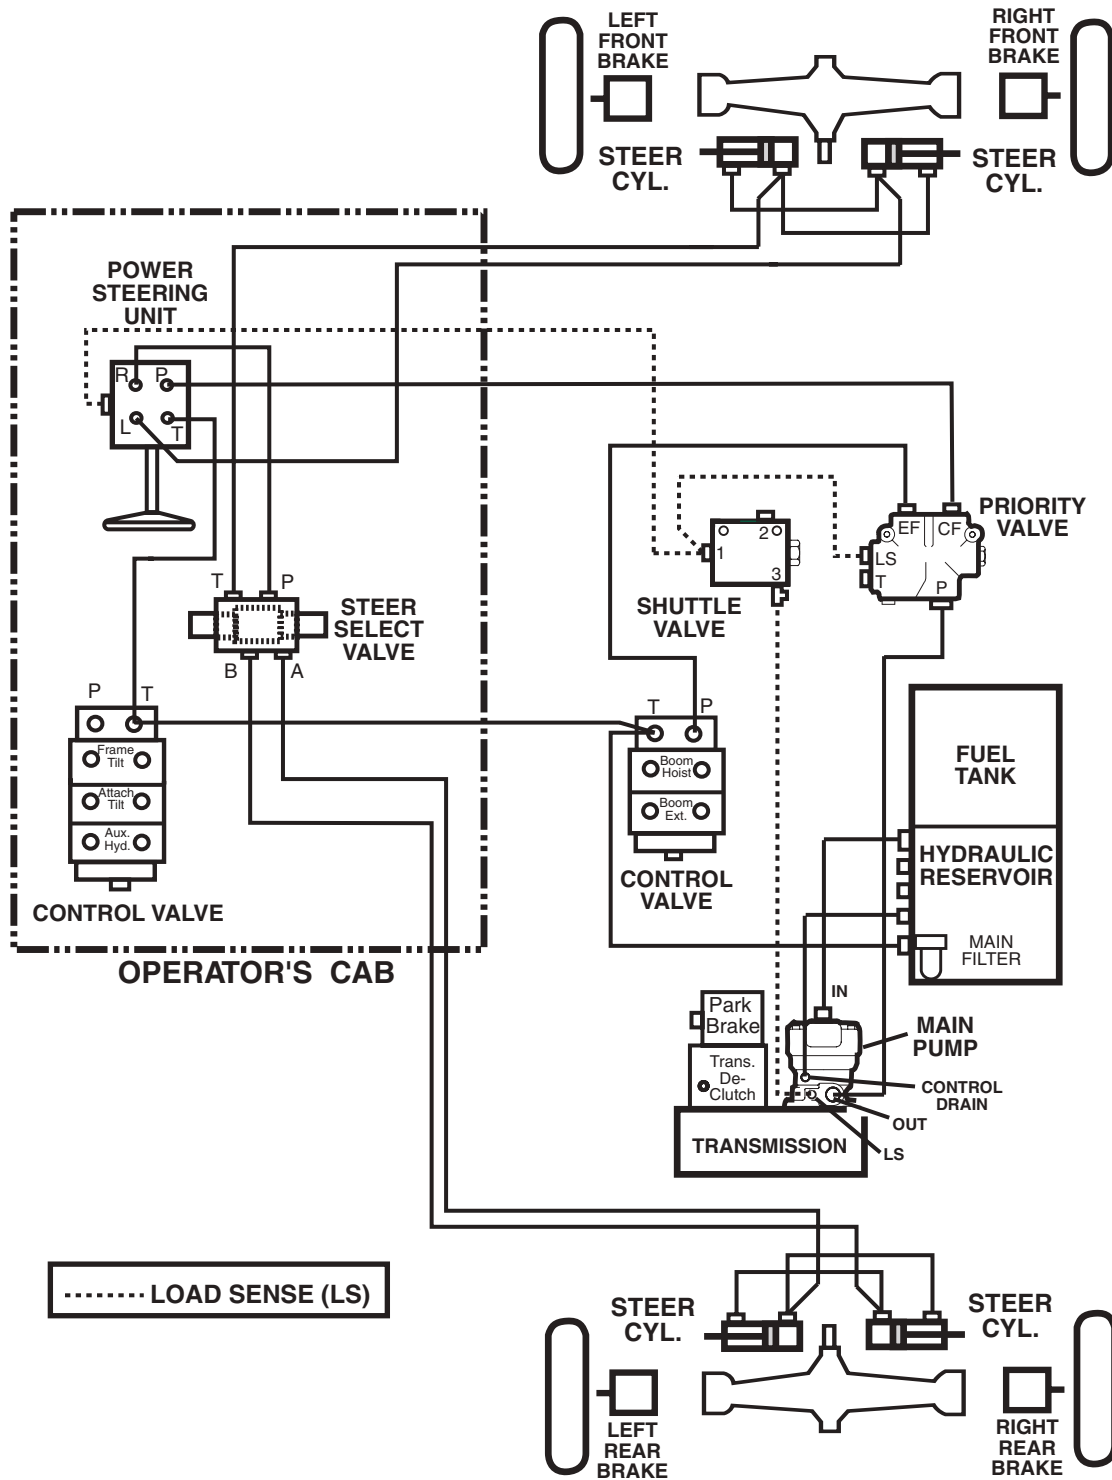 LEFT
FRONT
BRAKE
RIGHT
FRONT
BRAKE
STEER
CYL.
STEER
CYL.
POWER
STEERING
UNIT
R P
L T
EF CF
LS
T
P
PRIORITY
VALVE
1
2
3
SHUTTLE
VALVE
T P
STEER
SELECT
VALVE
B A
P T
Frame
Tilt
Attach
Tilt
Aux.
Hyd.
CONTROL VALVE
T P
Boom
Hoist
Boom
Ext.
CONTROL
VALVE
FUEL
TANK
HYDRAULIC
RESERVOIR
MAIN
FILTER
OPERATOR'S CAB
IN
Park
Brake
Trans.
De-
Clutch
MAIN
PUMP
CONTROL
DRAIN
OUT
LS
TRANSMISSION
LOAD SENSE (LS)
STEER
CYL.
STEER
CYL.
LEFT
REAR
BRAKE
RIGHT
REAR
BRAKE